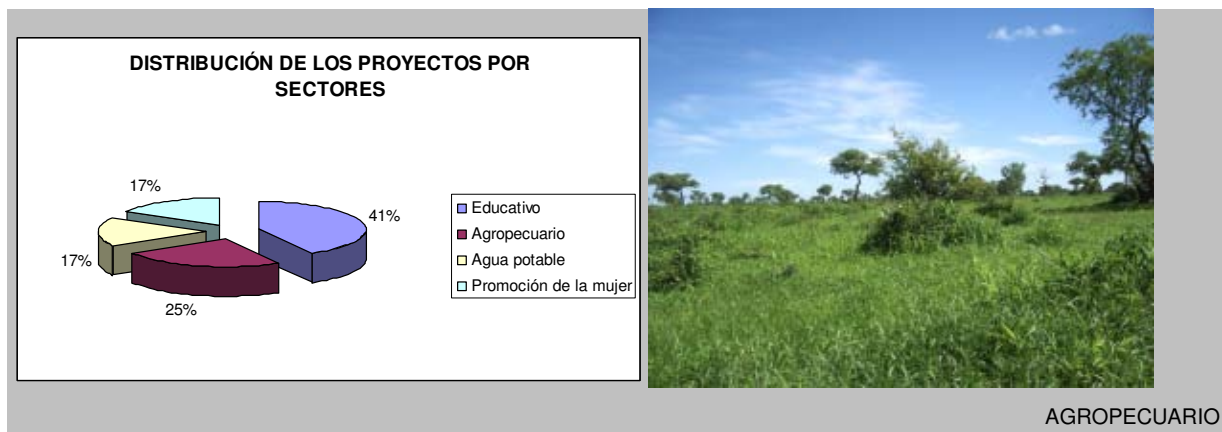 DISTRIBUCIÓN DE LOS PROYECTOS POR
SECTORES
17%
41%
17%
25%
Educativo
Agropecuario
Agua potable
Promoción de la mujer
AGROPECUARIO